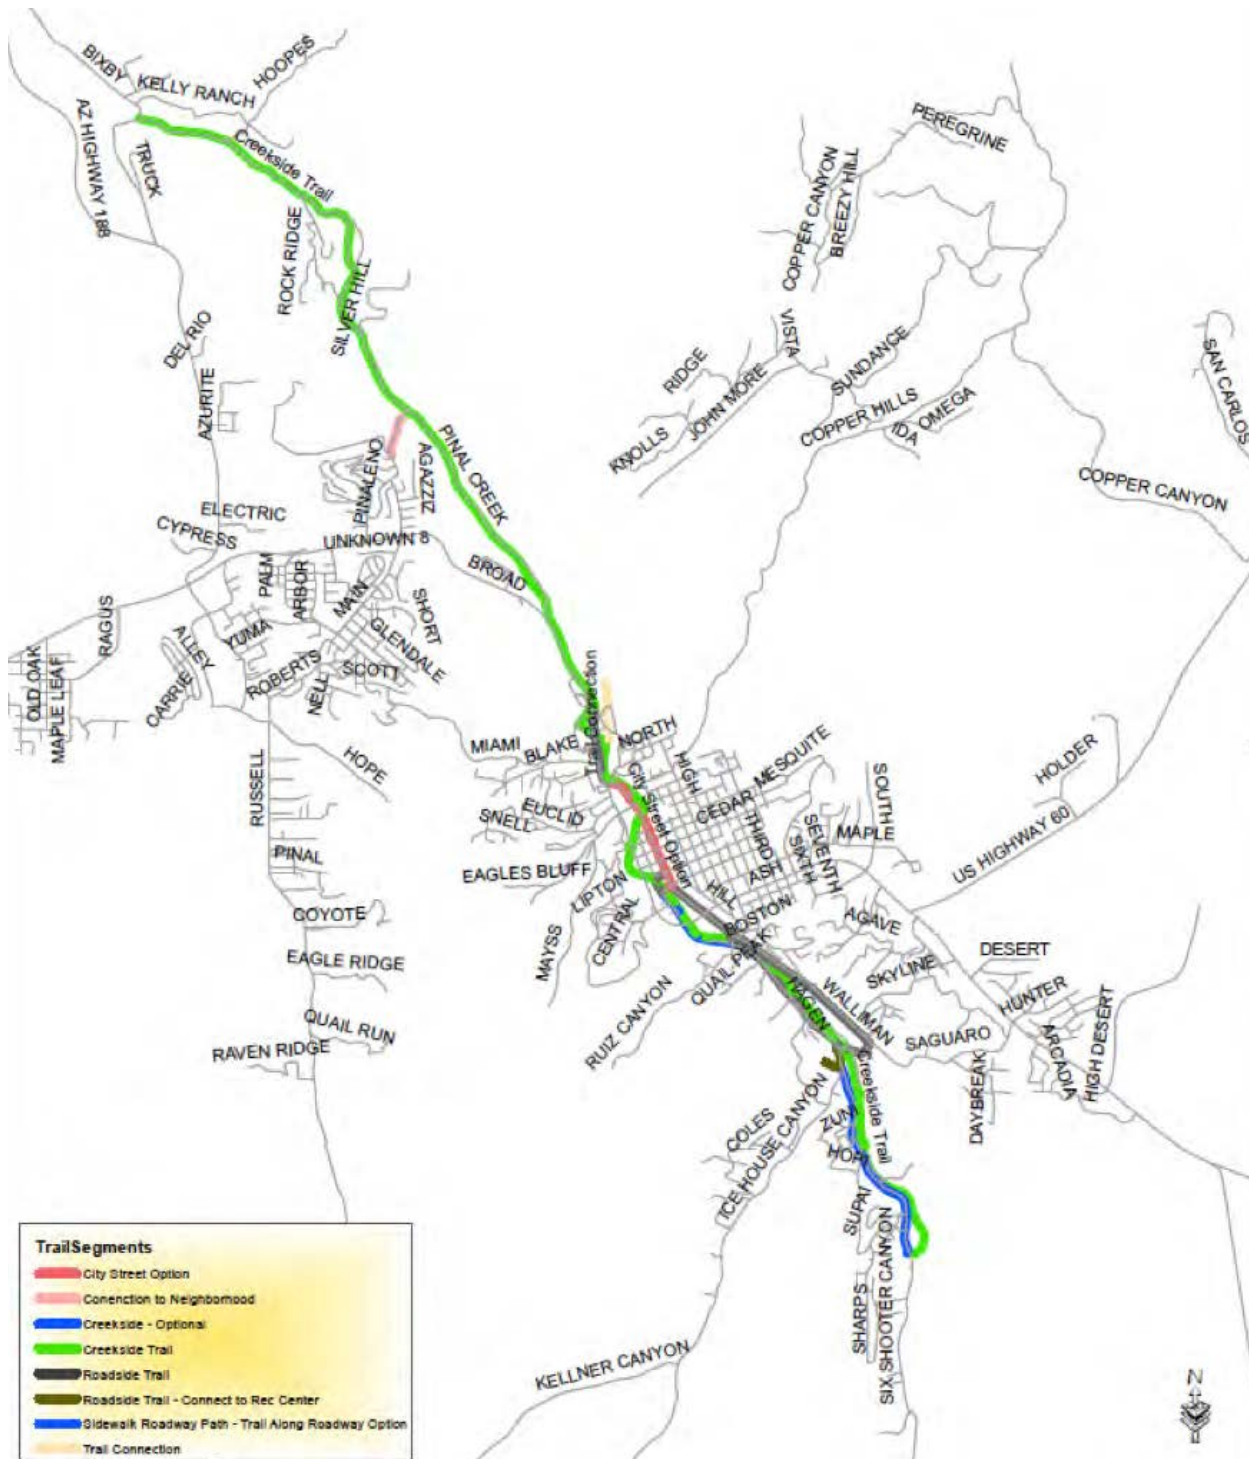 BIXBY
KELLY RANCH
HOOPES
AZ HIGHWAY 188
TRUCK
Creekside Trail
ROCK RIDGE
SILVER HILL
PEREGRINE
COPPER CANYON
BREEZY HILL
VISTA
SUNDANCE
RIDGE
JOHN MORE
KNOLLS
COPPER HILLS
IDA
OMEGA
SAN CARLOS
COPPER CANYON
DEL RIO
AZURITE
PINALENO
AGAZZIZ
PINAL CREEK
ELECTRIC
CYPRESS
UNKNOWN 8
BROAD
PALM
ARBOR
MAIN
SHORT
GLENDALE
RAGUS
ALLEY
YUMA
ROBERTS
SCOTT
NELL
OLD OAK
MAPLE LEAF
CARRIE
Trail Connection
MIAMI
BLAKE
NORTH
HOPE
RUSSELL
HIGH
MESQUITE
CEDAR
SOUTH
HOLDER
City Street Option
EUCLID
SNELL
THIRD
SEVENTH
SIXTH
MAPLE
US HIGHWAY 60
PINAL
EAGLES BLUFF
LIPTON
ASH
HILL
BOSTON
AGAVE
COYOTE
CENTRAL
MAYSS
EAGLE RIDGE
QUAIL PEAK
SKYLINE
DESERT
HUNTER
WALLIMAN
HAGEN
RUIZ CANYON
QUAIL RUN
RAVEN RIDGE
SAGUARO
ARCADIA
HIGH DESERT
DAYBREAK
Creekside Trail
ZUNI
COLES
ICE HOUSE CANYON
HOPI
SUPAI
SIX SHOOTER CANYON
SHARPS
KELLNER CANYON
TrailSegments
City Street Option
Conenction to Neighborhood
Creekside - Optional
Creekside Trail
Roadside Trail
Roadside Trail - Connect to Rec Center
Sidewalk Roadway Path - Trail Along Roadway Option
Trail Connection
N